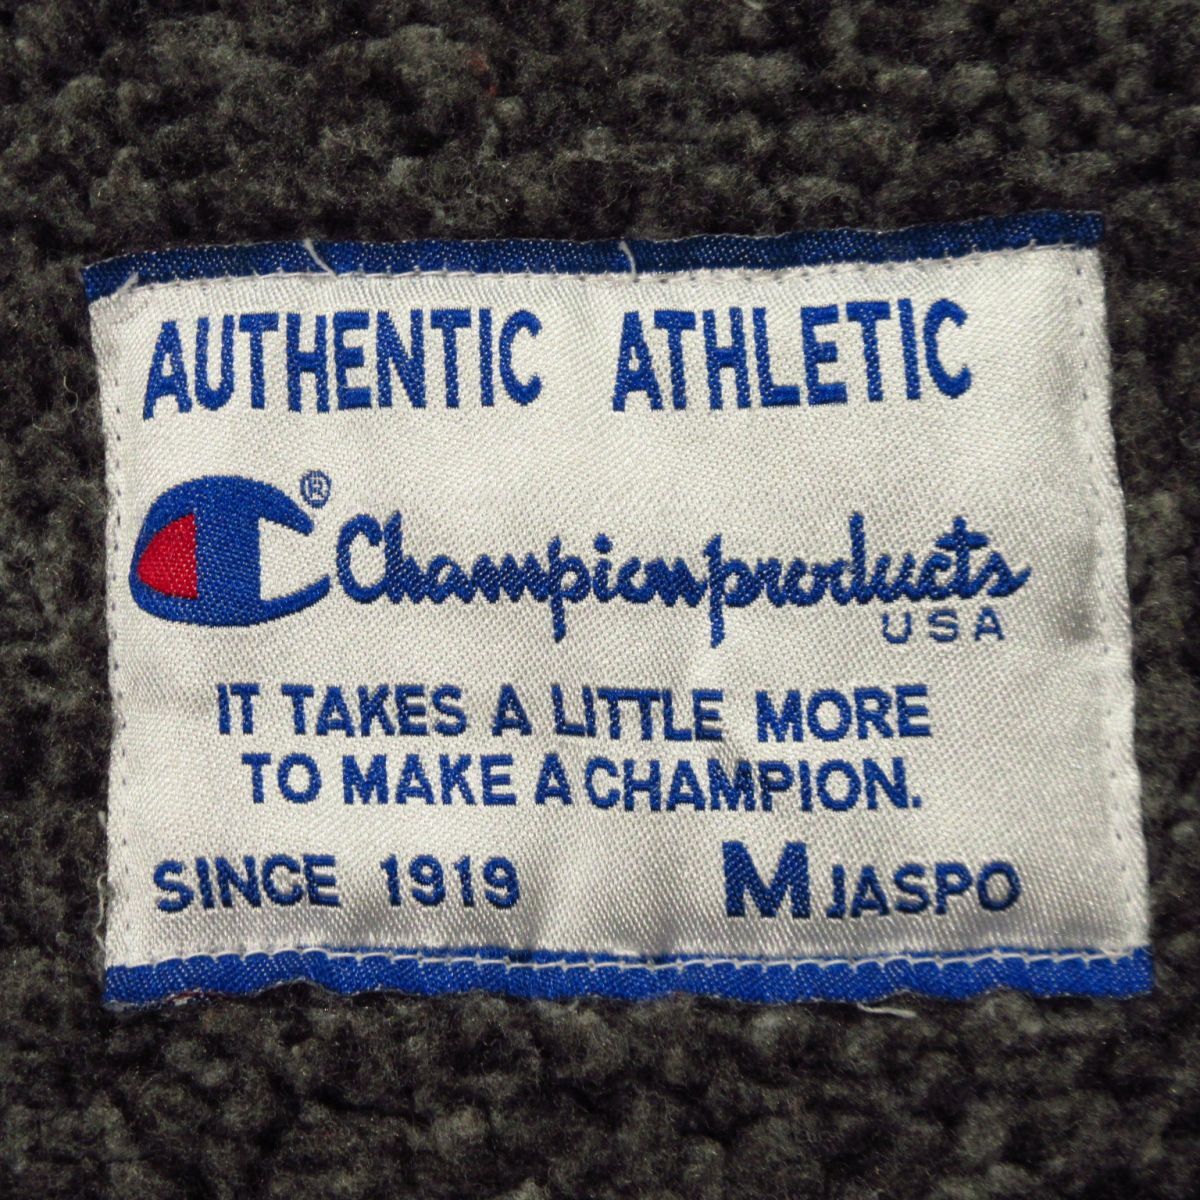 AUTHENTIC ATHLETIC
®
Championproducts
USA
IT TAKES A LITTLE MORE
TO MAKE A CHAMPION.
SINCE 1919 M JASPO